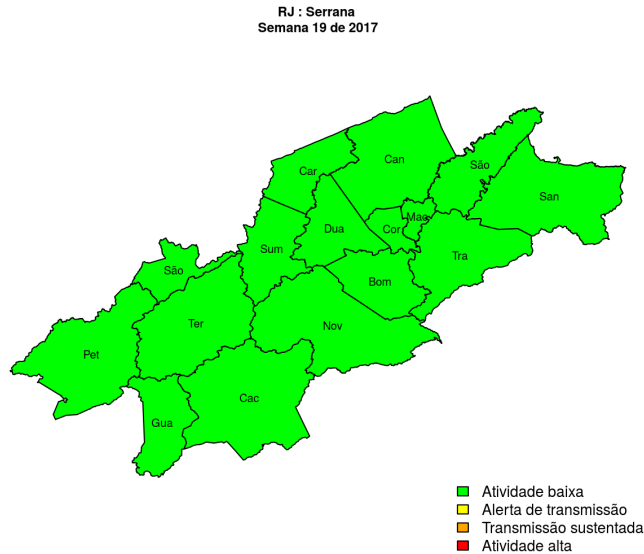 RJ : Serrana
Semana 19 de 2017
Can
Car
São
San
Mac
Dua
Cor
Sum
Tra
São
Bom
Ter
Nov
Pet
Cac
Gua
Atividade baixa
Alerta de transmissão
Transmissão sustentada
Atividade alta